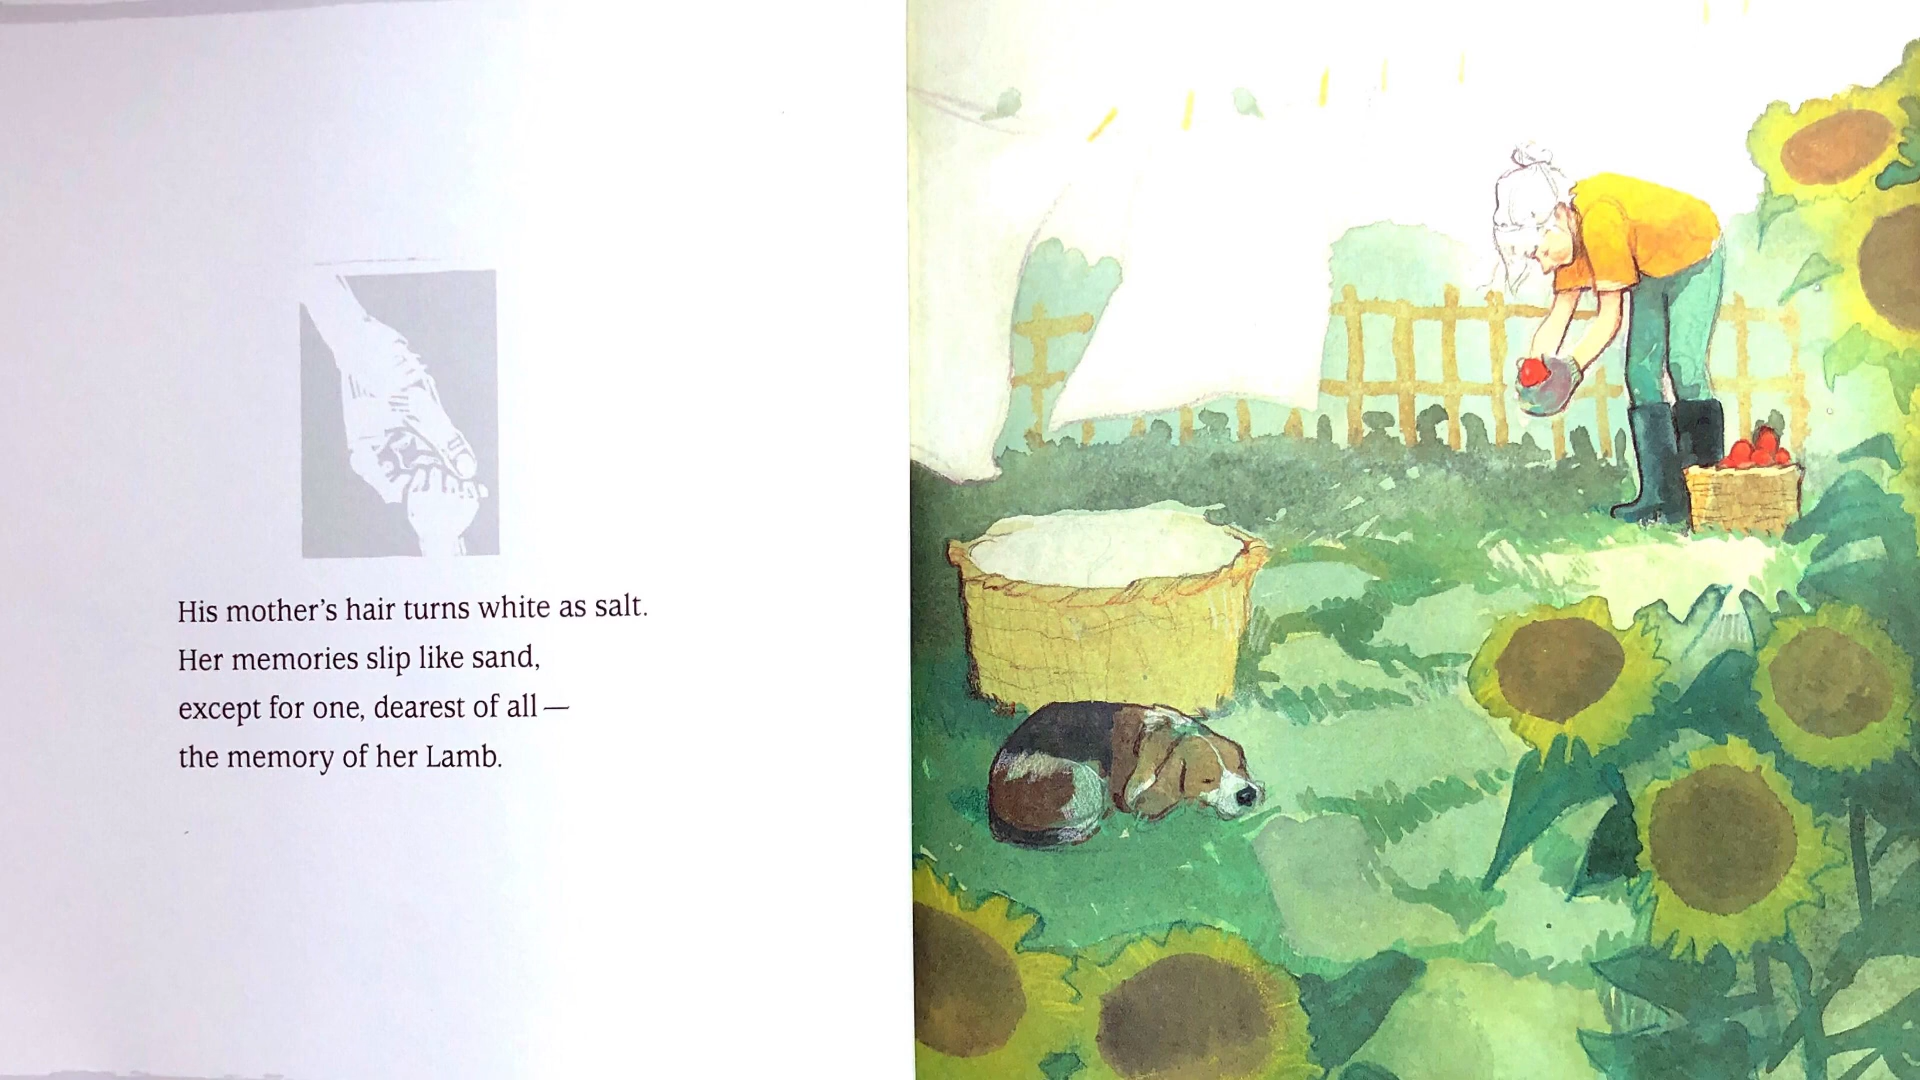 His mother’s hair turns white as salt.
Her memories slip like sand,
except for one, dearest of all —
the memory of her Lamb.